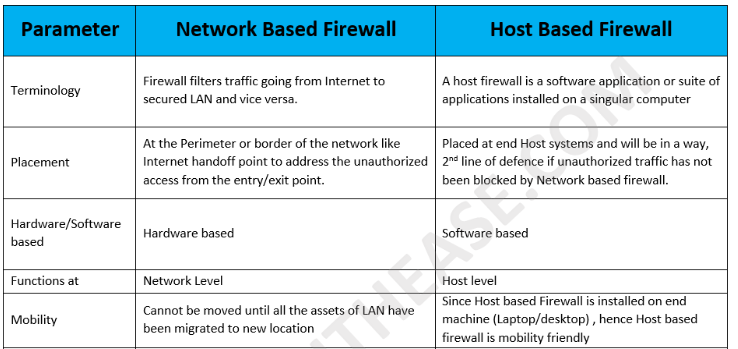 Parameter
Network Based Firewall
Host Based Firewall
Terminology
Firewall filters traffic going from Internet to
secured LAN and vice versa.
A host firewall is a software application or suite of
applications installed on a singular computer
Placement
At the Perimeter or border of the network like
Internet handoff point to address the unauthorized
access from the entry/exit point.
Placed at end Host systems and will be in a way,
2nd line of defence if unauthorized traffic has not
been blocked by Network based firewall.
Hardware/Software
based
Hardware based
Software based
Functions at
Network Level
Host level
Mobility
Cannot be moved until all the assets of LAN have
been migrated to new location
Since Host based Firewall is installed on end
machine (Laptop/desktop) , hence Host based
firewall is mobility friendly
THEASE.COM